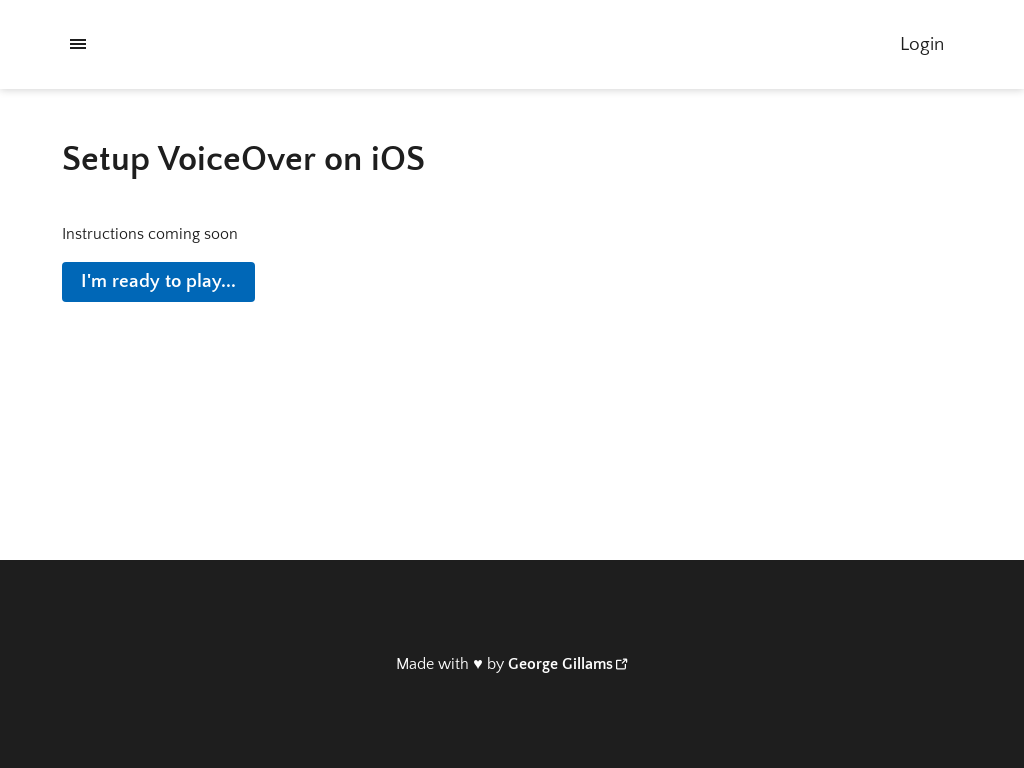 Login
Setup VoiceOver on iOS
Instructions coming soon
I'm ready to play...
Made with ♥ by George Gillams